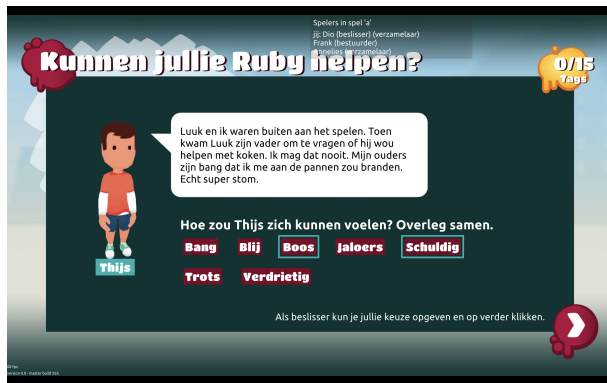 Spelers in spel 'a'
jij: Dio (beslisser) (verzamelaar)
Frank (bestuurder)
Annelies (verzamelaar)
Kunnen jullie Ruby helpen?
0/15
Tags
Luuk en ik waren buiten aan het spelen. Toen
kwam Luuk zijn vader om te vragen of hij wou
helpen met koken. Ik mag dat nooit. Mijn ouders
zijn bang dat ik me aan de pannen zou branden.
Echt super stom.
Hoe zou Thijs zich kunnen voelen? Overleg samen.
Bang Blij Boos Jaloers Schuldig
Trots Verdrietig
Thijs
Als beslisser kun je jullie keuze opgeven en op verder klikken.